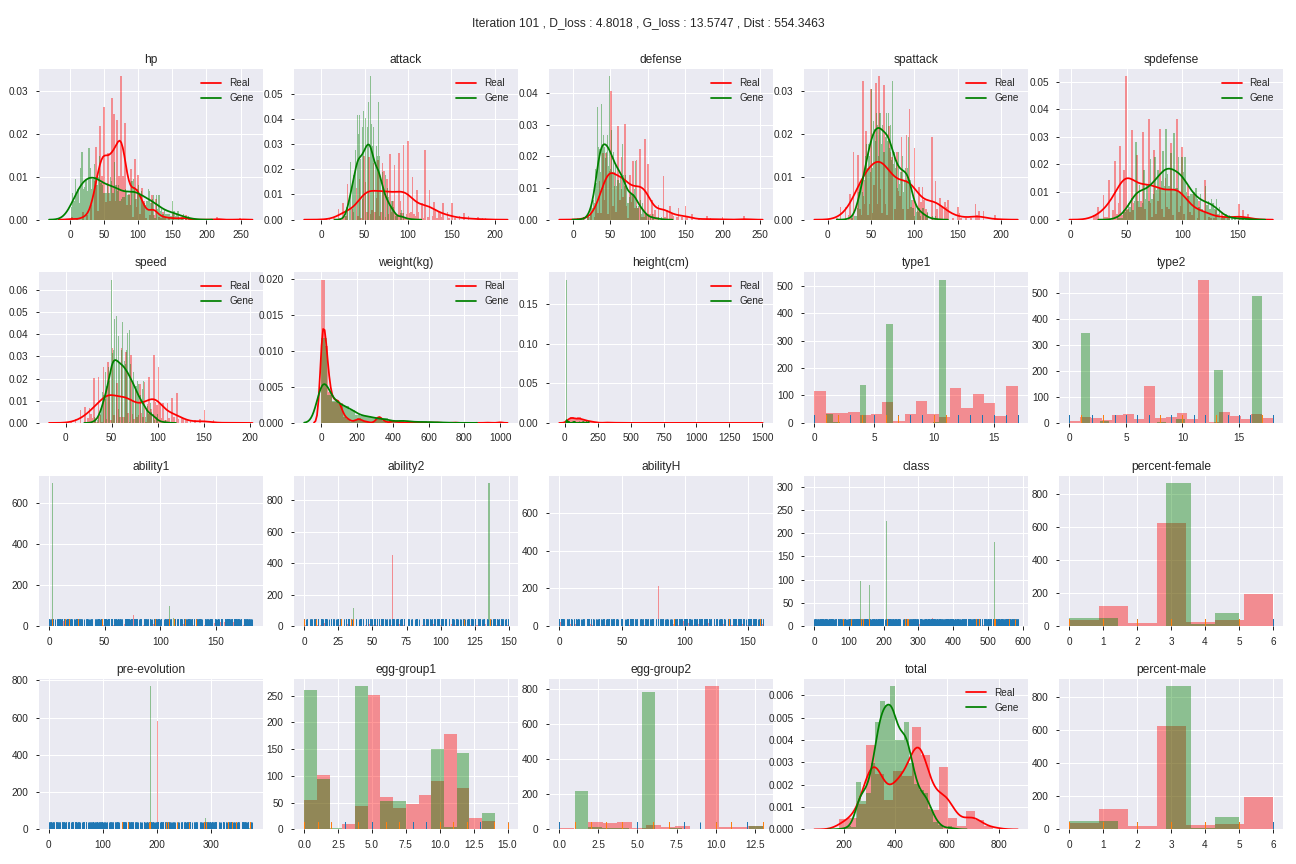 Iteration 101 , D_loss : 4.8018 , G_loss : 13.5747 , Dist : 554.3463
hp attack defense spattack spdefense
Real Gene Real Gene Real Gene Real Gene Real Gene
0.03 0.02 0.01 0.00
0 50 100 150 200 250
0.05 0.04 0.03 0.02 0.01 0.00
0 50 100 150 200
0.04 0.03 0.02 0.01 0.00
0 50 100 150 200 250
0.03 0.02 0.01 0.00
0 50 100 150 200
0.05 0.04 0.03 0.02 0.01 0.00
0 50 100 150
speed weight(kg) height(cm) type1 type2
Real Gene Real Gene Real Gene
0.06 0.05 0.04 0.03 0.02 0.01 0.00
0 50 100 150 200
0.020 0.015 0.010 0.005 0.000
0 200 400 600 800 1000
0.15 0.10 0.05 0.00
0 250 500 750 1000 1250 1500
500 400 300 200 100 0
0 5 10 15
500 400 300 200 100 0
0 5 10 15
ability1 ability2 abilityH class percent-female
600 400 200 0
0 50 100 150
800 600 400 200 0
0 25 50 75 100 125 150
600 400 200 0
0 50 100 150
300 250 200 150 100 50 0
0 100 200 300 400 500 600
800 600 400 200 0
0 1 2 3 4 5 6
pre-evolution egg-group1 egg-group2 total percent-male
Real Gene
800 600 400 200 0
0 100 200 300
250 200 150 100 50 0
0.0 2.5 5.0 7.5 10.0 12.5 15.0
800 600 400 200 0
0.0 2.5 5.0 7.5 10.0 12.5
0.006 0.005 0.004 0.003 0.002 0.001 0.000
200 400 600 800
800 600 400 200 0
0 1 2 3 4 5 6